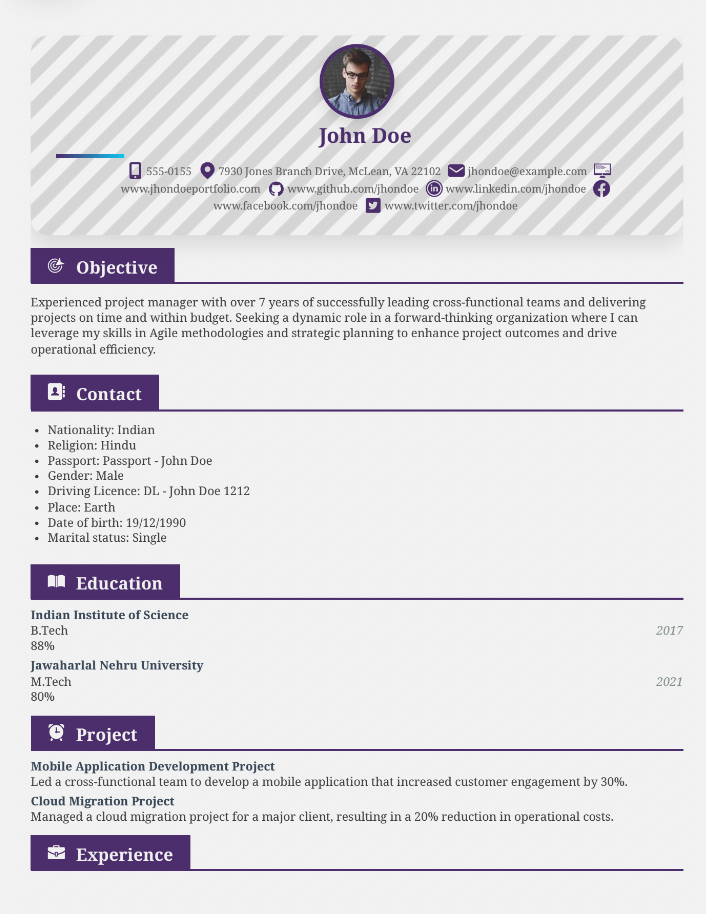 John Doe
555-0155 7930 Jones Branch Drive, McLean, VA 22102 jhondoe@example.com
www.jhondoeportfolio.com www.github.com/jhondoe www.linkedin.com/jhondoe
www.facebook.com/jhondoe www.twitter.com/jhondoe
Objective
Experienced project manager with over 7 years of successfully leading cross-functional teams and delivering
projects on time and within budget. Seeking a dynamic role in a forward-thinking organization where I can
leverage my skills in Agile methodologies and strategic planning to enhance project outcomes and drive
operational efficiency.
Contact
• Nationality: Indian
• Religion: Hindu
• Passport: Passport - John Doe
• Gender: Male
• Driving Licence: DL - John Doe 1212
• Place: Earth
• Date of birth: 19/12/1990
• Marital status: Single
Education
Indian Institute of Science
B.Tech 2017
88%
Jawaharlal Nehru University
M.Tech 2021
80%
Project
Mobile Application Development Project
Led a cross-functional team to develop a mobile application that increased customer engagement by 30%.
Cloud Migration Project
Managed a cloud migration project for a major client, resulting in a 20% reduction in operational costs.
Experience